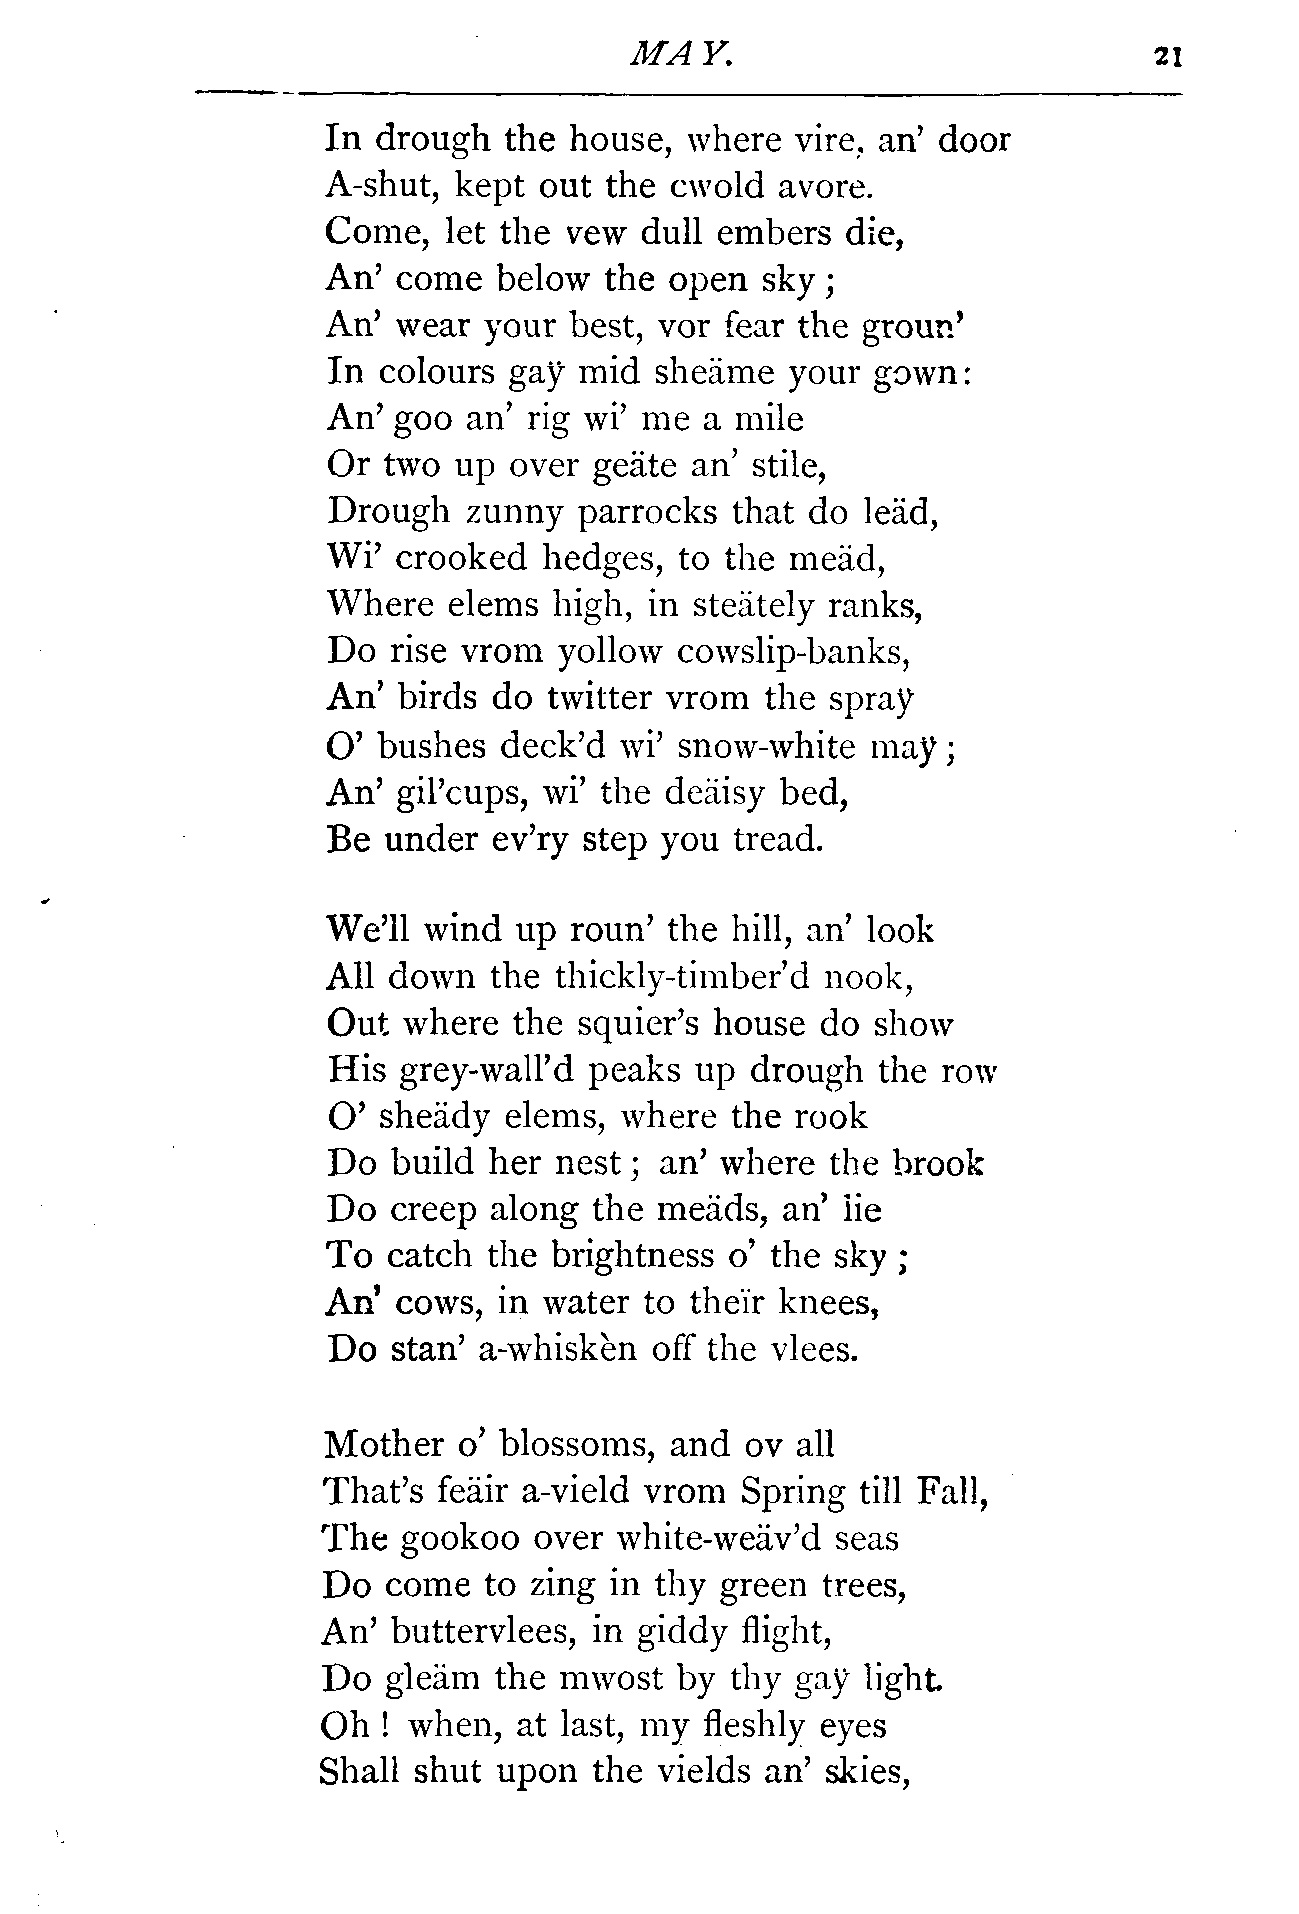 MAY.
21
In drough the house, where vire, an' door
A-shut, kept out the cwold avore.
Come, let the vew dull embers die,
An' come below the open sky ;
An' wear your best, vor fear the groun'
In colours gaÿ mid sheäme your gown:
An' goo an' rig wi' me a mile
Or two up over geäte an' stile,
Drough zunny parrocks that do leäd,
Wi' crooked hedges, to the meäd,
Where elems high, in steätely ranks,
Do rise vrom yollow cowslip-banks,
An' birds do twitter vrom the spraÿ
O' bushes deck'd wi' snow-white maÿ ;
An' gil'cups, wi' the deäisy bed,
Be under ev'ry step you tread.
We'll wind up roun' the hill, an' look
All down the thickly-timber'd nook,
Out where the squier's house do show
His grey-wall'd peaks up drough the row
O' sheädy elems, where the rook
Do build her nest ; an' where the brook
Do creep along the meäds, an' lie
To catch the brightness o' the sky ;
An' cows, in water to theïr knees,
Do stan' a-whiskèn off the vlees.
Mother o' blossoms, and ov all
That's feäir a-vield vrom Spring till Fall,
The gookoo over white-weäv'd seas
Do come to zing in thy green trees,
An' buttervlees, in giddy flight,
Do gleäm the mwost by thy gaÿ light.
Oh ! when, at last, my fleshly eyes
Shall shut upon the vields an' skies,